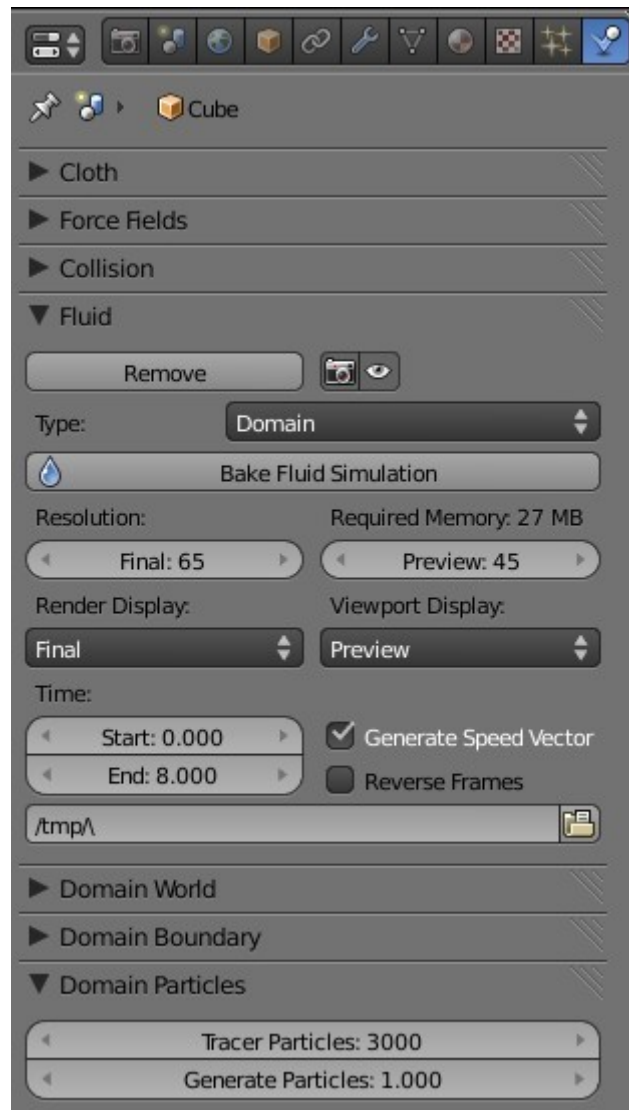 Cube
Cloth
Force Fields
Collision
Fluid
Remove
Type: Domain
Bake Fluid Simulation
Resolution: Required Memory: 27 MB
Final: 65 Preview: 45
Render Display: Viewport Display:
Final Preview
Time:
Start: 0.000 Generate Speed Vector
End: 8.000 Reverse Frames
/tmp/\
Domain World
Domain Boundary
Domain Particles
Tracer Particles: 3000
Generate Particles: 1.000